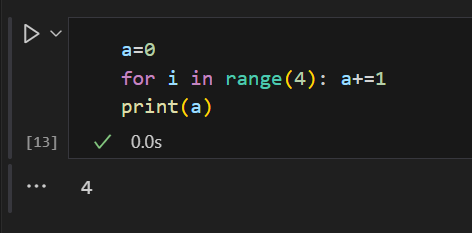 a=0
for i in range(4): a+=1
print(a)
[13]
0.0s
4